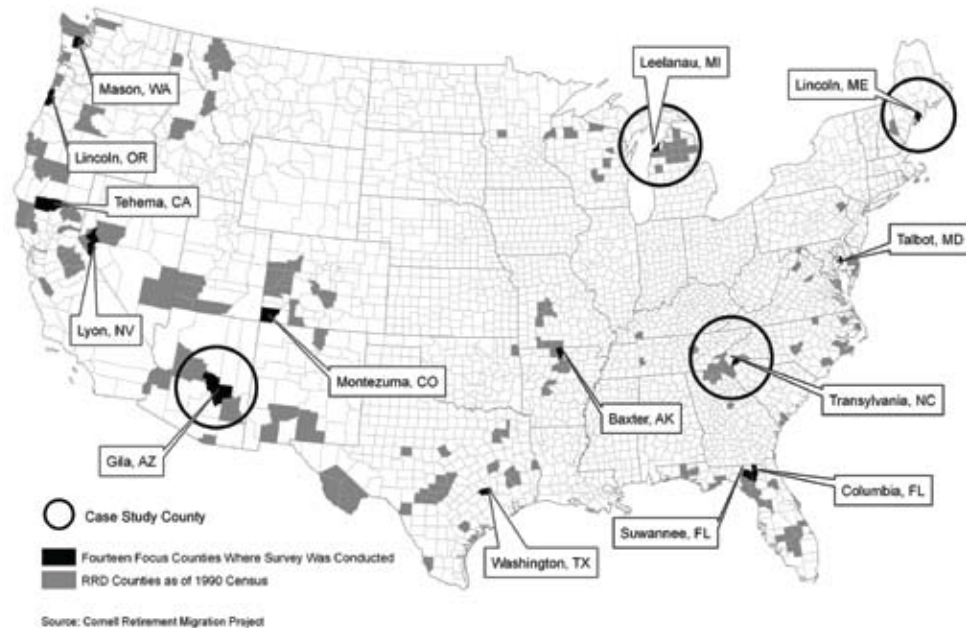 Leelanau, MI
Lincoln, ME
Mason, WA
Lincoln, OR
Tehema, CA
Talbot, MD
Lyon, NV
Montezuma, CO
Transylvania, NC
Baxter, AK
Gila, AZ
Columbia, FL
Suwannee, FL
Washington, TX
Case Study County
Fourteen Focus Counties Where Survey Was Conducted
RRD Counties as of 1990 Census
Source: Cornell Retirement Migration Project